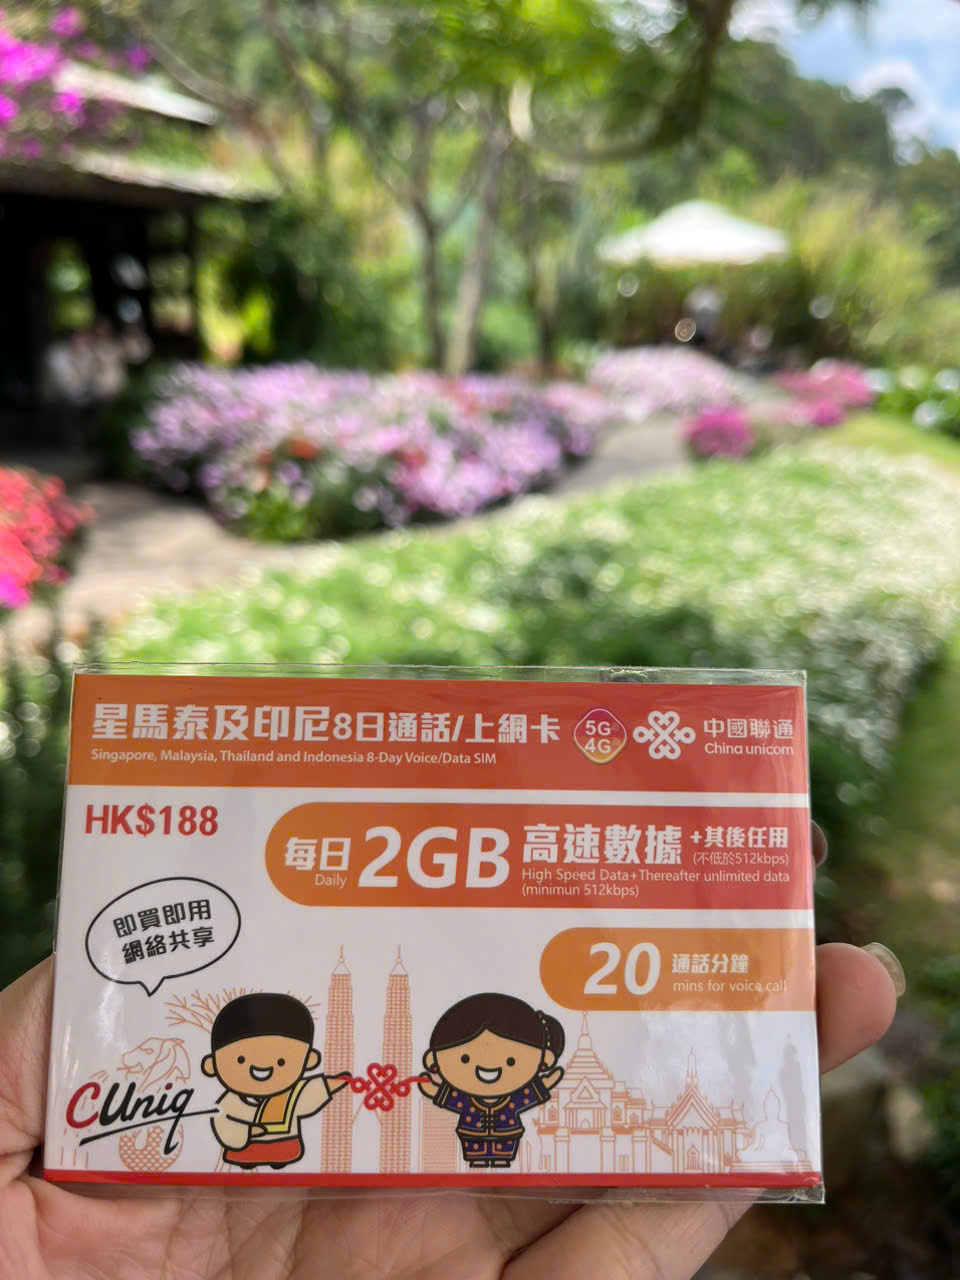 星馬泰及印尼8日通話/上網卡
Singapore, Malaysia, Thailand and Indonesia 8-Day Voice/Data SIM
5G
4G
中國聯通
China unicom
HK$188
每日
Daily
2GB
高速數據
+其後任用
(不低於512kbps)
High Speed Data+Thereafter unlimited data
(minimun 512kbps)
即買即用
網絡共享
20
通話分鐘
mins for voice call
CUniq